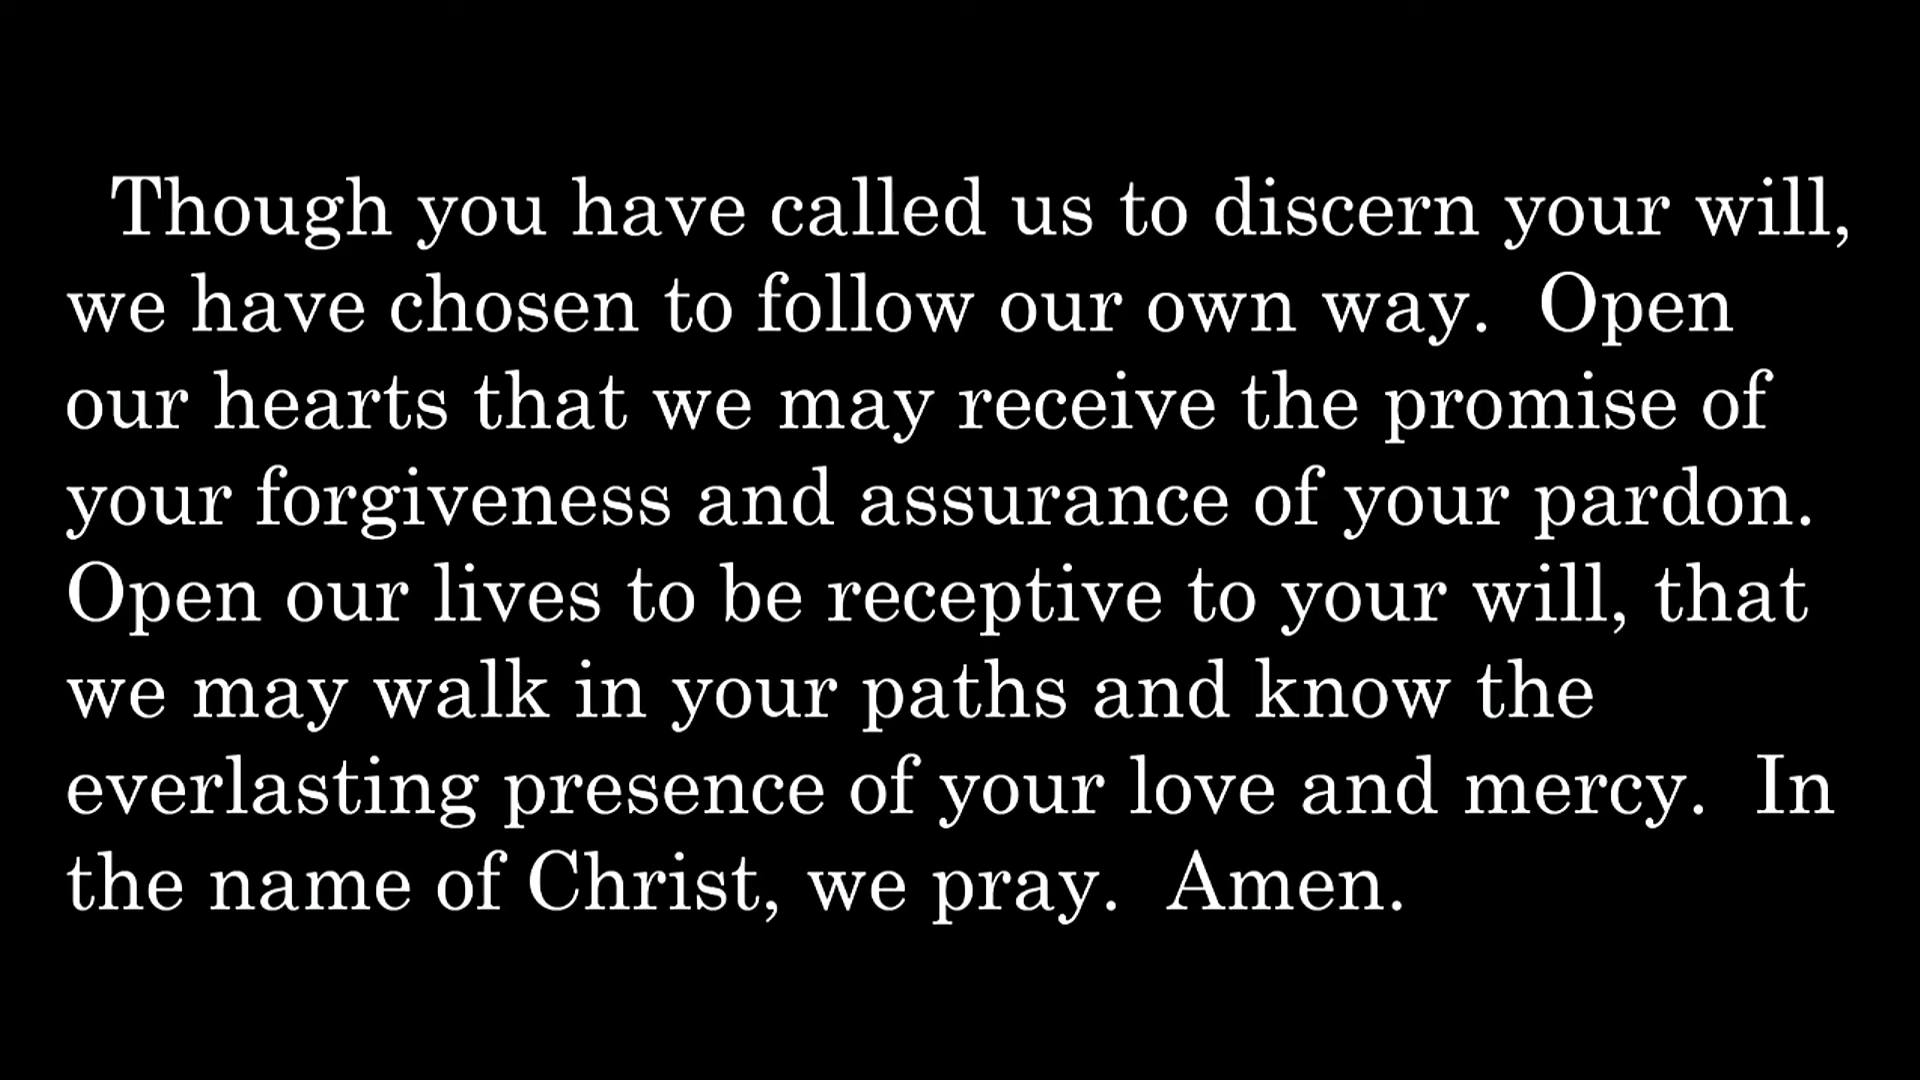 Though you have called us to discern your will,
we have chosen to follow our own way.  Open
our hearts that we may receive the promise of
your forgiveness and assurance of your pardon.
Open our lives to be receptive to your will, that
we may walk in your paths and know the
everlasting presence of your love and mercy.  In
the name of Christ, we pray.  Amen.